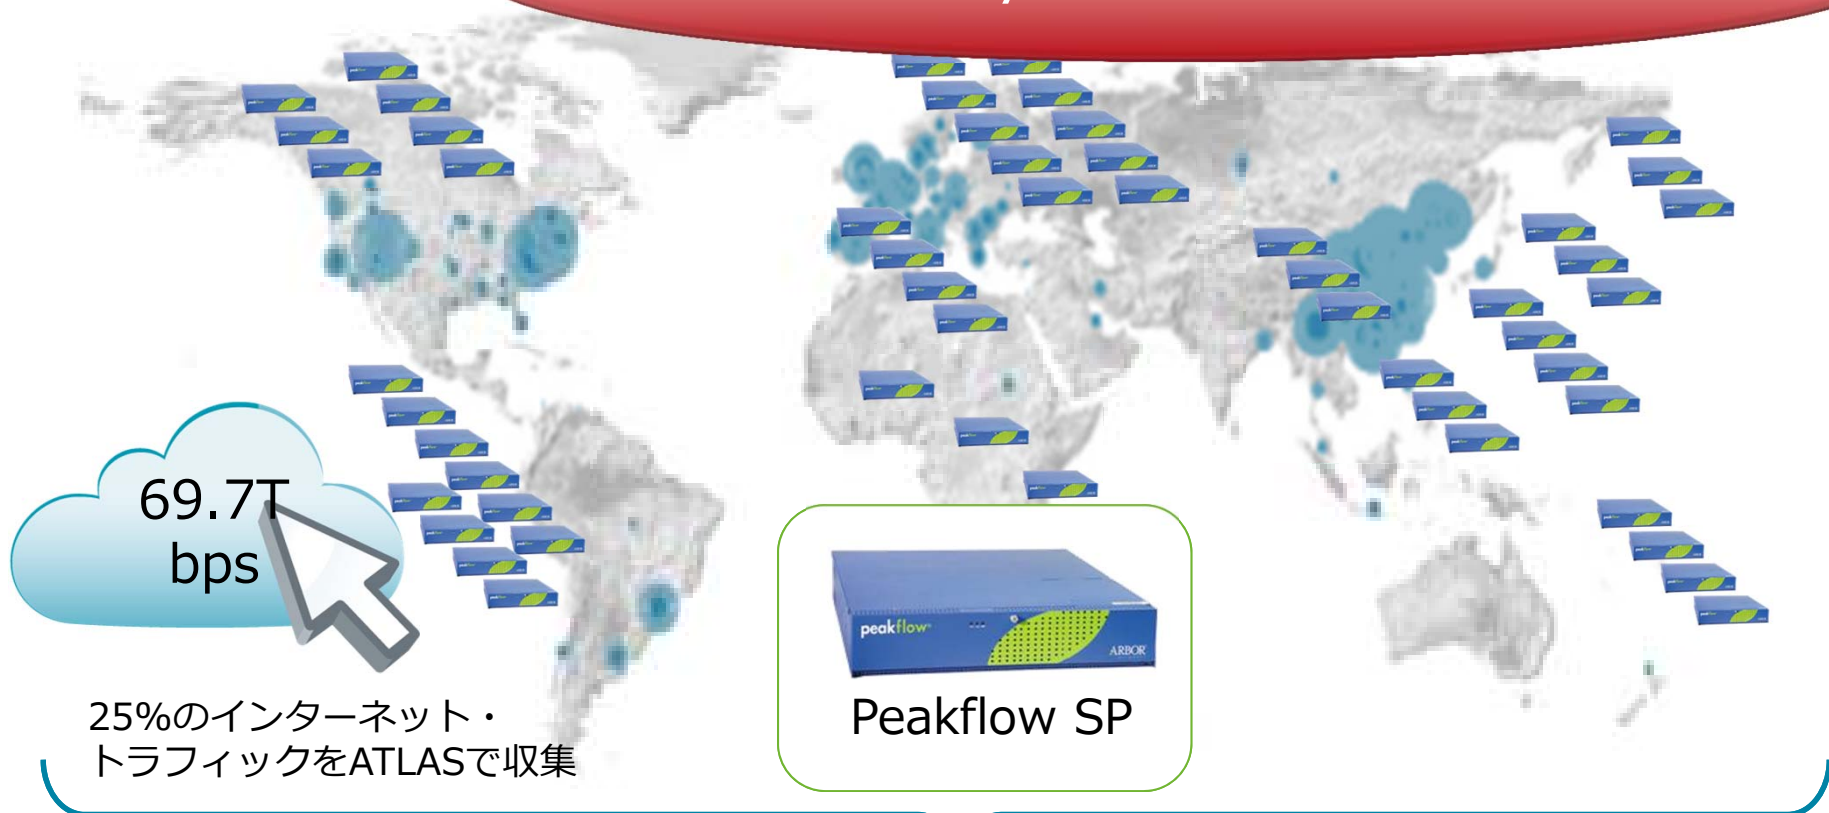 69.7T
bps
25%のインターネット・
トラフィックをATLASで収集
peakflow
ARBOR
Peakflow SP